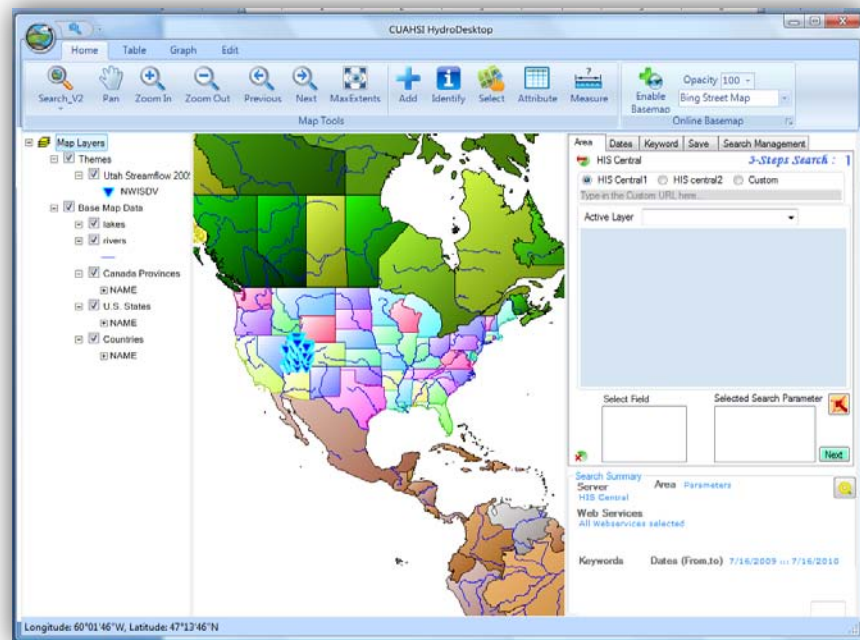 CUAHSI HydroDesktop
Home Table Graph Edit
Search_V2 Pan Zoom In Zoom Out Previous Next MaxExtents Add Identify Select Attribute Measure
Map Tools
Enable Basemap
Opacity 100
Bing Street Map
Online Basemap
Map Layers
Themes
Utah Streamflow 200
NWISDV
Base Map Data
lakes
rivers
Canada Provinces
NAME
U.S. States
NAME
Countries
NAME
Area Dates Keyword Save Search Management
HIS Central 3-Steps Search : 1
HIS Central1 HIS central2 Custom
Type-in the Custom URL here...
Active Layer
Select Field Selected Search Parameter
Next
Search Summary
Server Area Parameters
HIS Central
Web Services
All Webservices selected
Keywords Dates (From,to) 7/16/2009 ::: 7/16/2010
Longitude: 60°01'46"W, Latitude: 47°13'46"N